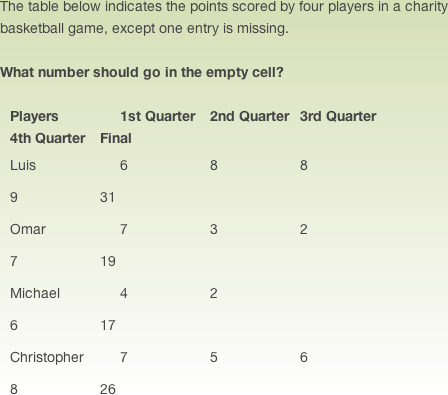 The table below indicates the points scored by four players in a charity
basketball game, except one entry is missing.
What number should go in the empty cell?
Players 1st Quarter 2nd Quarter 3rd Quarter
4th Quarter Final
Luis 6 8 8
9 31
Omar 7 3 2
7 19
Michael 4 2
6 17
Christopher 7 5 6
8 26